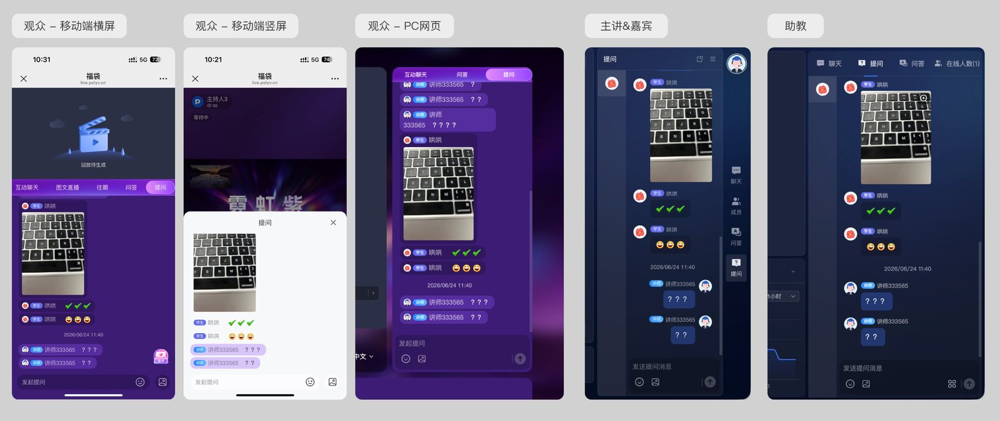 观众 – 移动端横屏
10:31
5G 72
福袋
live.polyv.cn
回放待生成
互动聊天 图文直播 往期 问答 提问
学生 哄哄
command
学生 哄哄
学生 哄哄
2026/06/24 11:40
讲师 讲师333565 ? ? ?
讲师 讲师333565 ? ?
邀请
发起提问
观众 – 移动端竖屏
10:21
5G 74
福袋
live.polyv.cn
主持人3
30
等待中
霓虹紫
提问
command
学生 哄哄
学生 哄哄
讲师 讲师333565 ? ? ?
讲师 讲师333565 ? ?
发起提问
观众 – PC网页
互动聊天 问答 提问
讲师 讲师333565 ?
讲师 讲师333565 ? ?
讲师 讲师
333565 ? ? ? ?
学生 哄哄
command
学生 哄哄
学生 哄哄
2026/06/24 11:40
讲师 讲师333565 ? ? ?
讲师 讲师333565 ? ?
发起提问
中文
主讲&嘉宾
提问
学生 哄哄
command
学生 哄哄
学生 哄哄
2026/06/24 11:40
讲师 讲师333565
? ? ?
讲师 讲师333565
? ?
发送提问消息
聊天
成员
问答
提问
助教
聊天 提问 问答 在线人数(1)
学生 哄哄
command
学生 哄哄
学生 哄哄
2026/06/24 11:40
讲师 讲师333565
? ? ?
讲师 讲师333565
? ?
发送提问消息
1小时